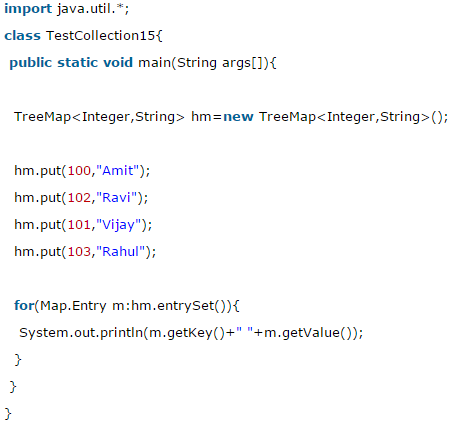 import java.util.*;
class TestCollection15{
public static void main(String args[]){
TreeMap<Integer,String> hm=new TreeMap<Integer,String>();
hm.put(100,"Amit");
hm.put(102,"Ravi");
hm.put(101,"Vijay");
hm.put(103,"Rahul");
for(Map.Entry m:hm.entrySet()){
System.out.println(m.getKey()+" "+m.getValue());
}
}
}